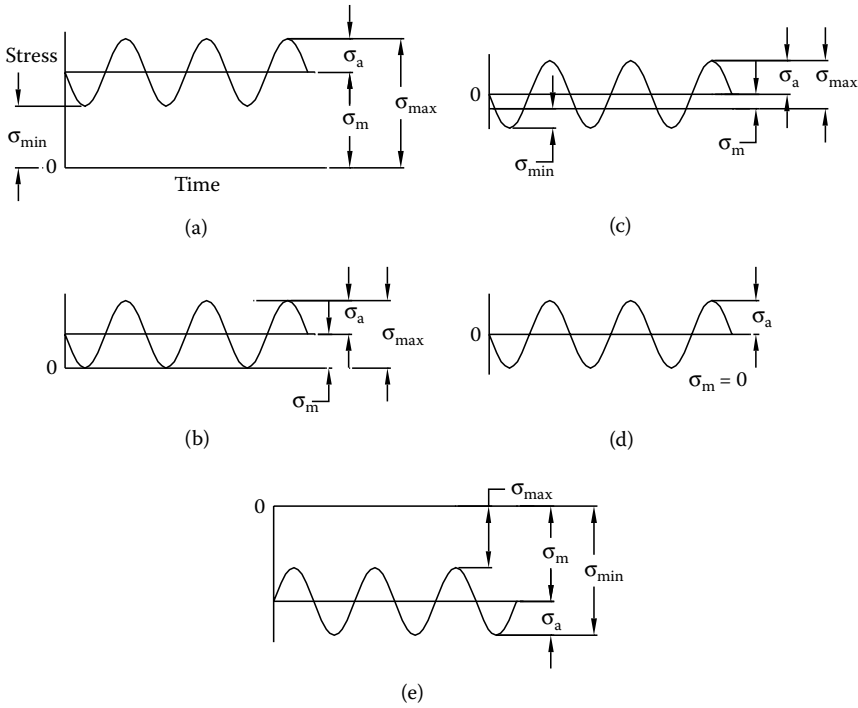 Stress
σa
σmax
σm
σmin
0
Time
(a)
0
σa
σmax
σm
σmin
(c)
σa
σmax
0
σm
(b)
0
σa
σm = 0
(d)
0
σmax
σm
σmin
σa
(e)